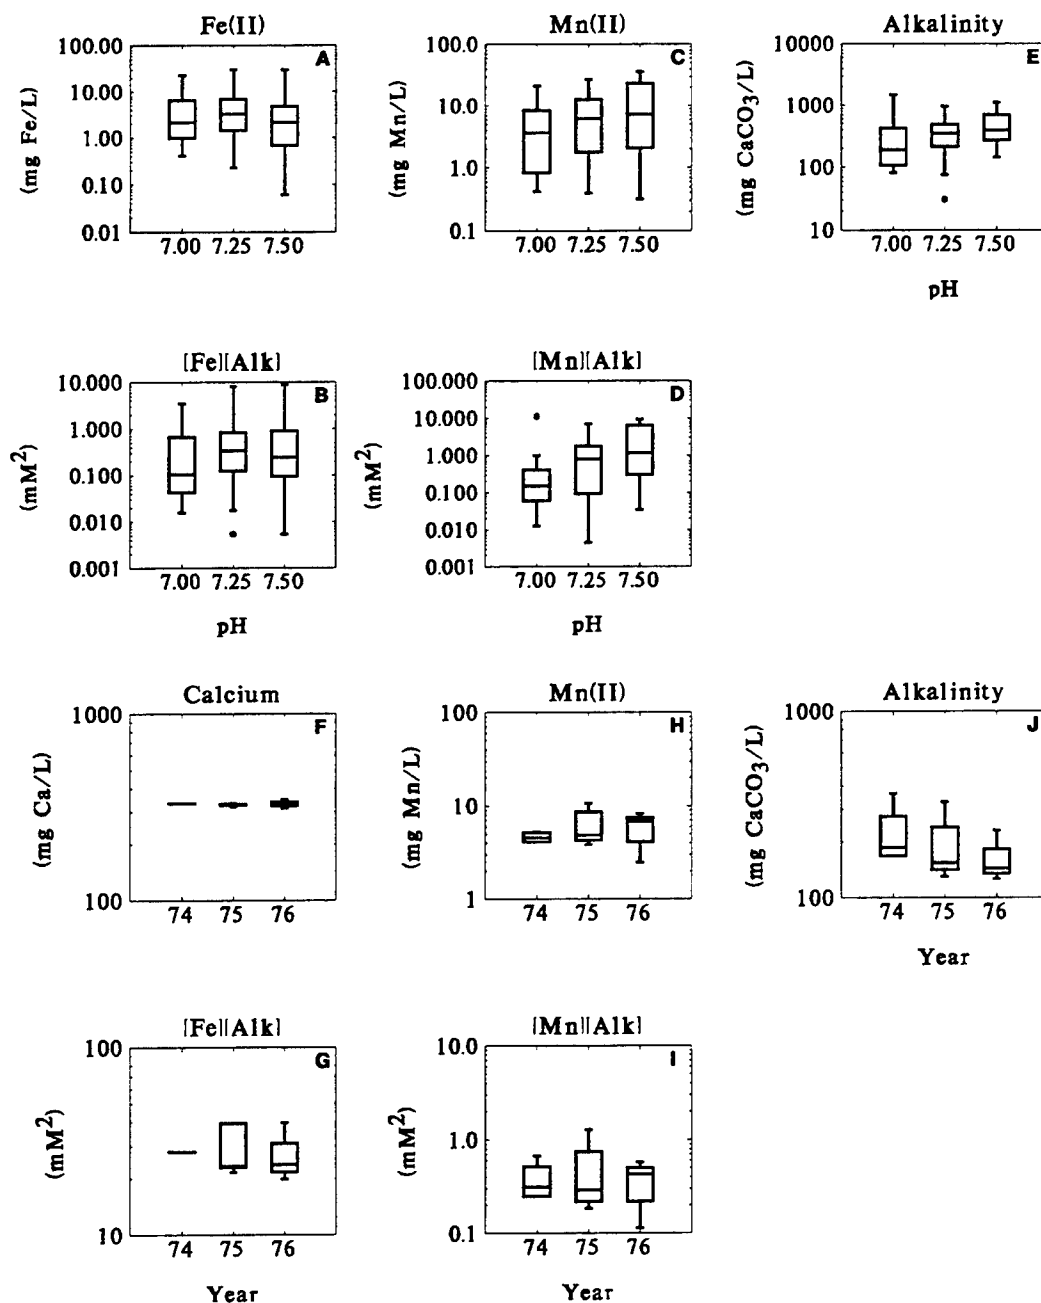 Fe(II)
A
(mg Fe/L)
100.00
10.00
1.00
0.10
0.01
7.00 7.25 7.50
Mn(II)
C
(mg Mn/L)
100.0
10.0
1.0
0.1
7.00 7.25 7.50
Alkalinity
E
(mg CaCO3/L)
10000
1000
100
10
7.00 7.25 7.50
pH
[Fe][Alk]
B
(mM2)
10.000
1.000
0.100
0.010
0.001
7.00 7.25 7.50
pH
[Mn][Alk]
D
(mM2)
100.000
10.000
1.000
0.100
0.010
0.001
7.00 7.25 7.50
pH
Calcium
F
(mg Ca/L)
1000
100
74 75 76
Mn(II)
H
(mg Mn/L)
100
10
1
74 75 76
Alkalinity
J
(mg CaCO3/L)
1000
100
74 75 76
Year
[Fe][Alk]
G
(mM2)
100
10
74 75 76
Year
[Mn][Alk]
I
(mM2)
10.0
1.0
0.1
74 75 76
Year